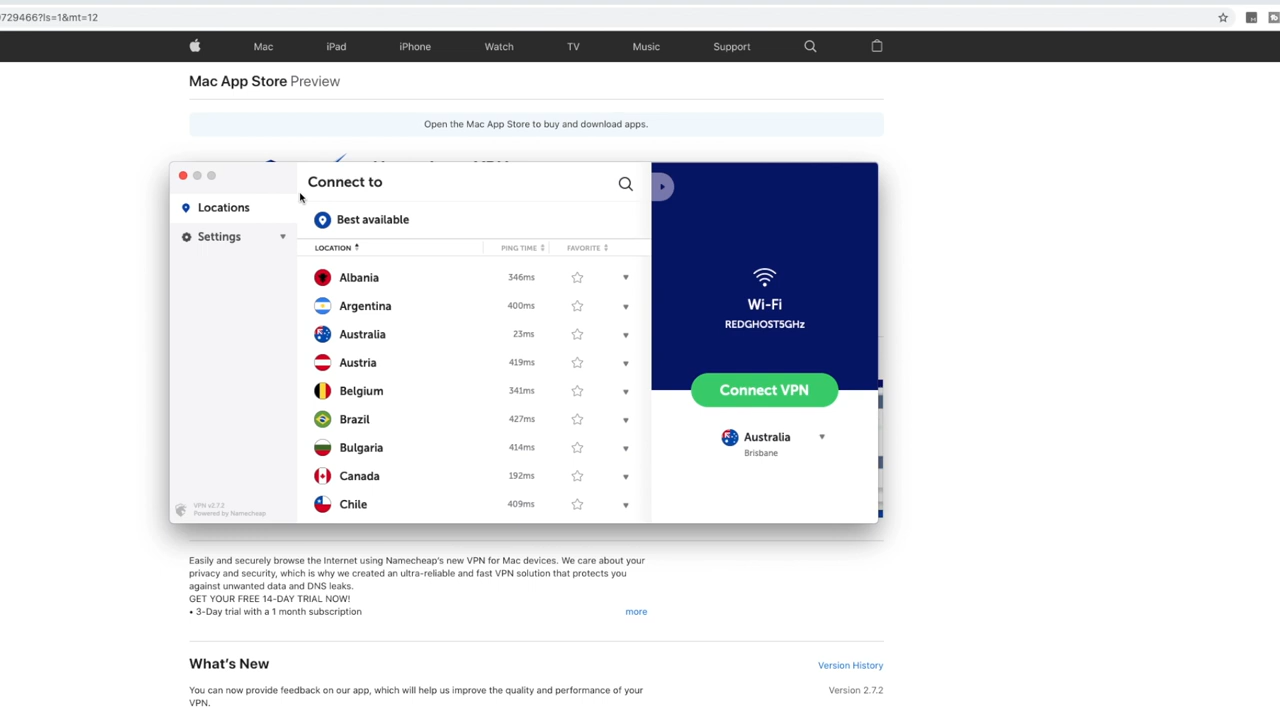 729466?ls=1&mt=12
Mac iPad iPhone Watch TV Music Support
Mac App Store Preview
Open the Mac App Store to buy and download apps.
Connect to
Locations
Settings
Best available
LOCATION PING TIME FAVORITE
Albania 346ms
Argentina 400ms
Australia 23ms
Austria 419ms
Belgium 341ms
Brazil 427ms
Bulgaria 414ms
Canada 192ms
Chile 409ms
VPN v2.7.2
Powered by Namecheap
Wi-Fi
REDGHOST5GHz
Connect VPN
Australia
Brisbane
Easily and securely browse the Internet using Namecheap's new VPN for Mac devices. We care about your
privacy and security, which is why we created an ultra-reliable and fast VPN solution that protects you
against unwanted data and DNS leaks.
GET YOUR FREE 14-DAY TRIAL NOW!
• 3-Day trial with a 1 month subscription
more
What's New
Version History
You can now provide feedback on our app, which will help us improve the quality and performance of your
VPN.
Version 2.7.2